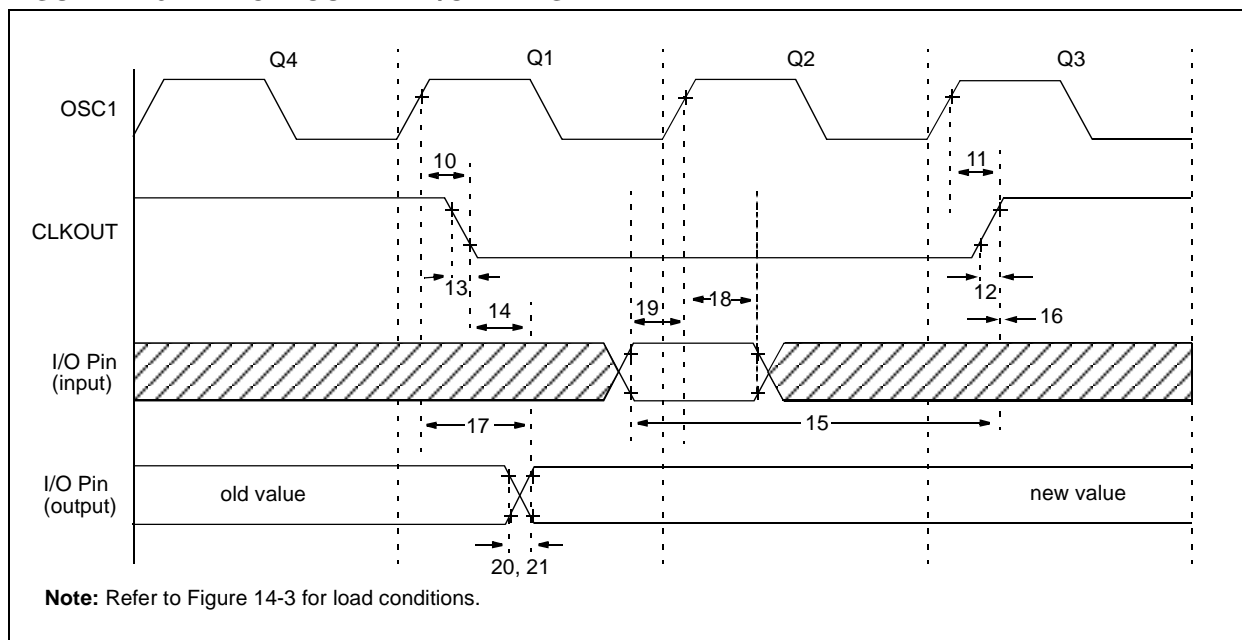 Q4 Q1 Q2 Q3
OSC1
10 11
CLKOUT
13 12
14 19 18 16
I/O Pin
(input)
17 15
I/O Pin
(output)
old value new value
20, 21
Note: Refer to Figure 14-3 for load conditions.